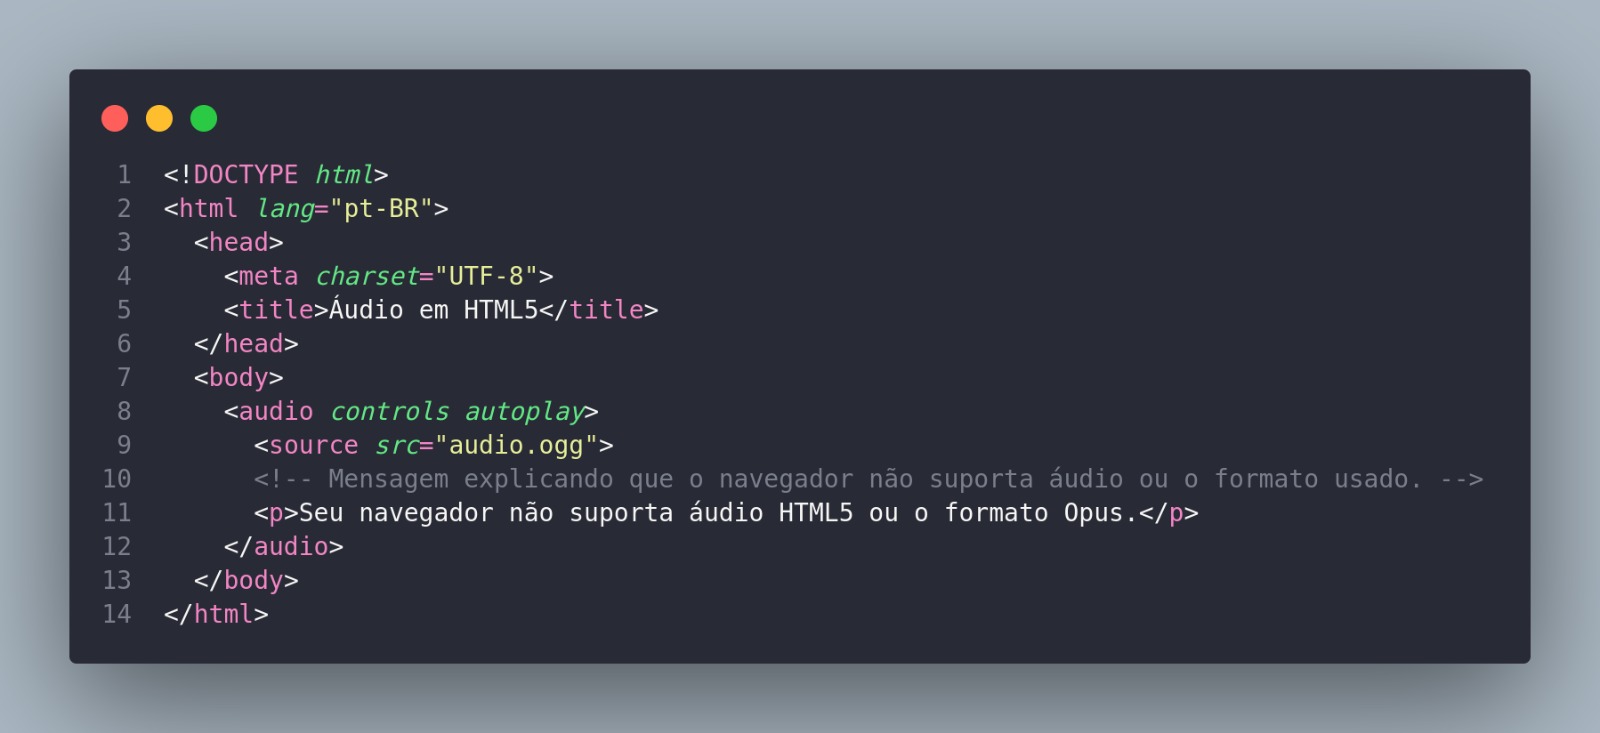 1 <!DOCTYPE html>
2 <html lang="pt-BR">
3   <head>
4     <meta charset="UTF-8">
5     <title>Áudio em HTML5</title>
6   </head>
7   <body>
8     <audio controls autoplay>
9       <source src="audio.ogg">
10       <!-- Mensagem explicando que o navegador não suporta áudio ou o formato usado. -->
11       <p>Seu navegador não suporta áudio HTML5 ou o formato Opus.</p>
12     </audio>
13   </body>
14 </html>